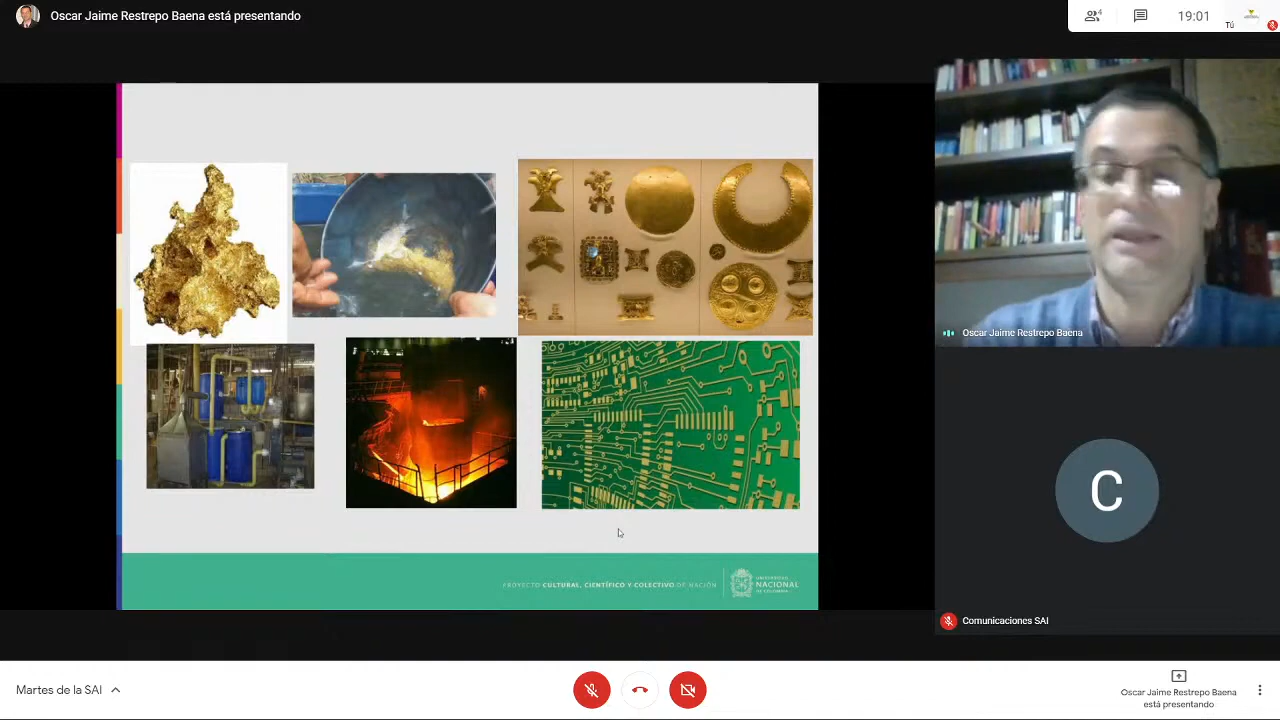 Oscar Jaime Restrepo Baena está presentando
4
19:01
Tú
Oscar Jaime Restrepo Baena
PROYECTO CULTURAL, CIENTÍFICO Y COLECTIVO DE NACIÓN
UNIVERSIDAD
NACIONAL
DE COLOMBIA
C
Comunicaciones SAI
Martes de la SAI
Oscar Jaime Restrepo Baena
está presentando